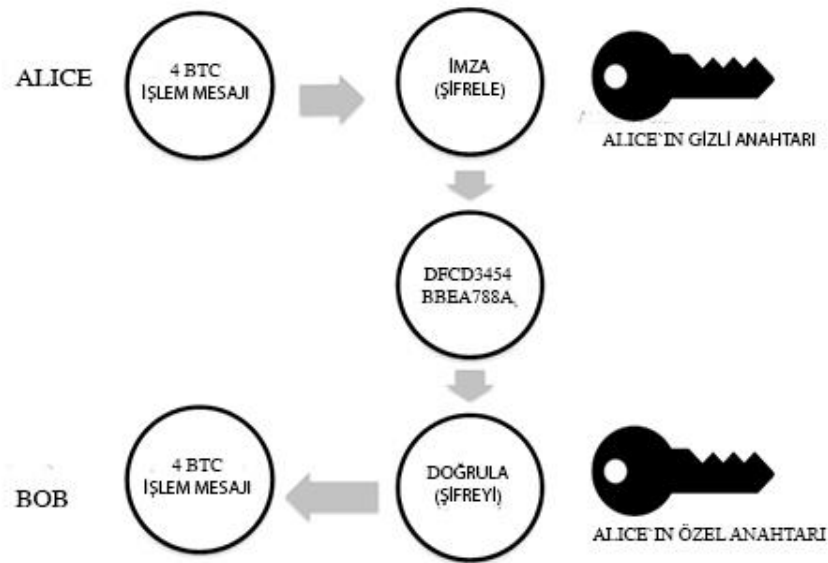 ALICE
4 BTC
İŞLEM MESAJI
İMZA
(ŞİFRELE)
ALICE`IN GİZLİ ANAHTARI
DFCD3454
BBEA788A
BOB
4 BTC
İŞLEM MESAJI
DOĞRULA
(ŞİFREYİ)
ALICE`IN ÖZEL ANAHTARI